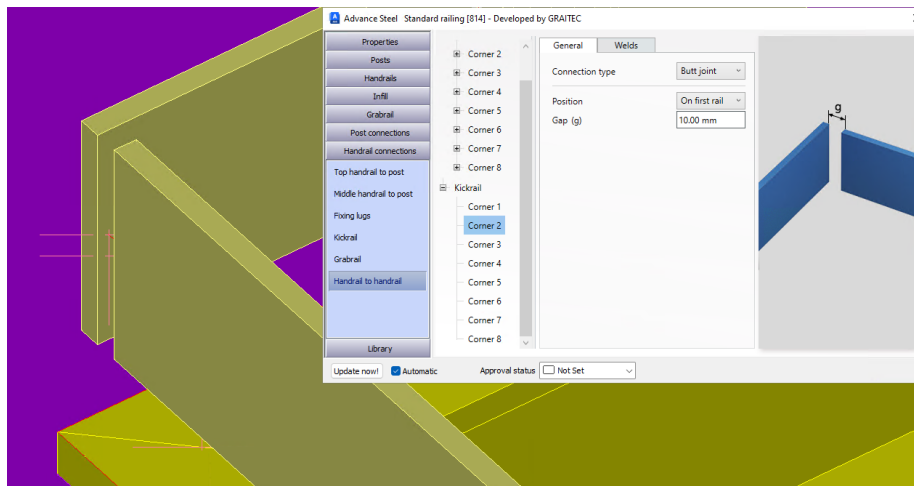 Advance Steel Standard railing [814] - Developed by GRAITEC
Properties
Posts
Handrails
Infill
Grabrail
Post connections
Handrail connections
Top handrail to post
Middle handrail to post
Fixing lugs
Kickrail
Grabrail
Handrail to handrail
Library
Corner 2
Corner 3
Corner 4
Corner 5
Corner 6
Corner 7
Corner 8
Kickrail
Corner 1
Corner 2
Corner 3
Corner 4
Corner 5
Corner 6
Corner 7
Corner 8
General Welds
Connection type Butt joint
Position On first rail
Gap (g) 10.00 mm
g
Update now! Automatic Approval status Not Set